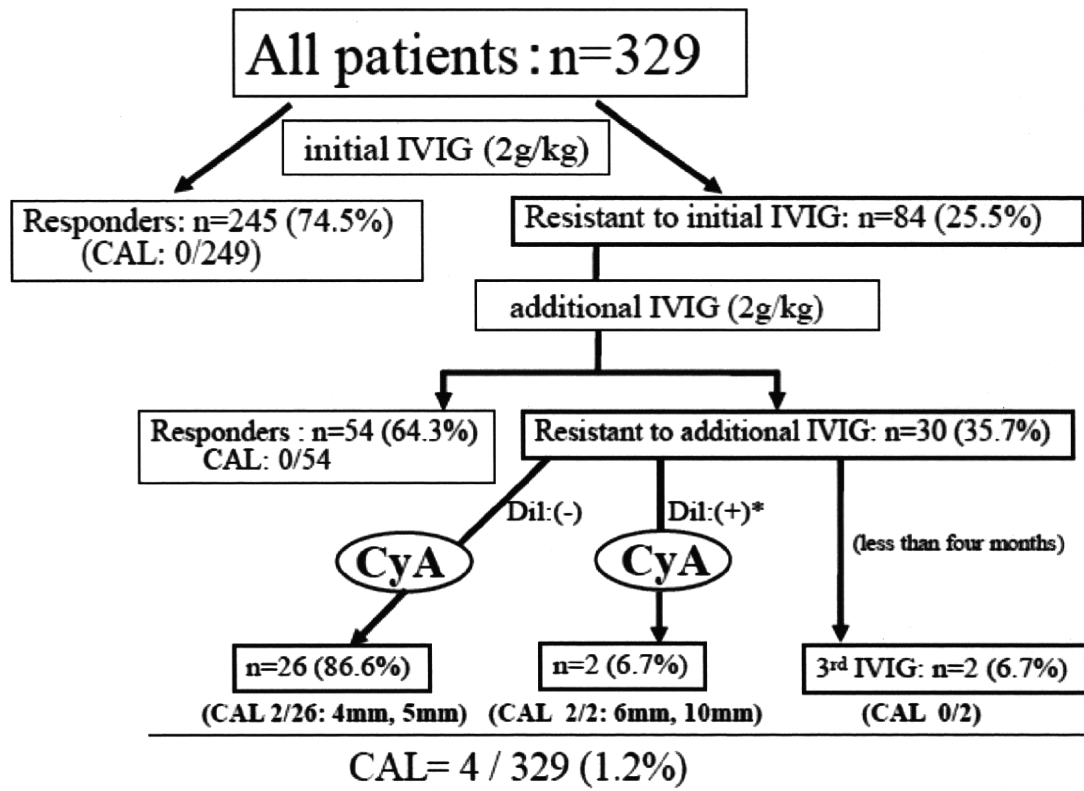 All patients:n=329
initial IVIG (2g/kg)
Responders: n=245 (74.5%)
(CAL: 0/249)
Resistant to initial IVIG: n=84 (25.5%)
additional IVIG (2g/kg)
Responders : n=54 (64.3%)
CAL: 0/54
Resistant to additional IVIG: n=30 (35.7%)
Dil:(-)
Dil:(+)*
(less than four months)
CyA
CyA
n=26 (86.6%)
n=2 (6.7%)
3rd IVIG: n=2 (6.7%)
(CAL 2/26: 4mm, 5mm)
(CAL 2/2: 6mm, 10mm)
(CAL 0/2)
CAL= 4 / 329 (1.2%)